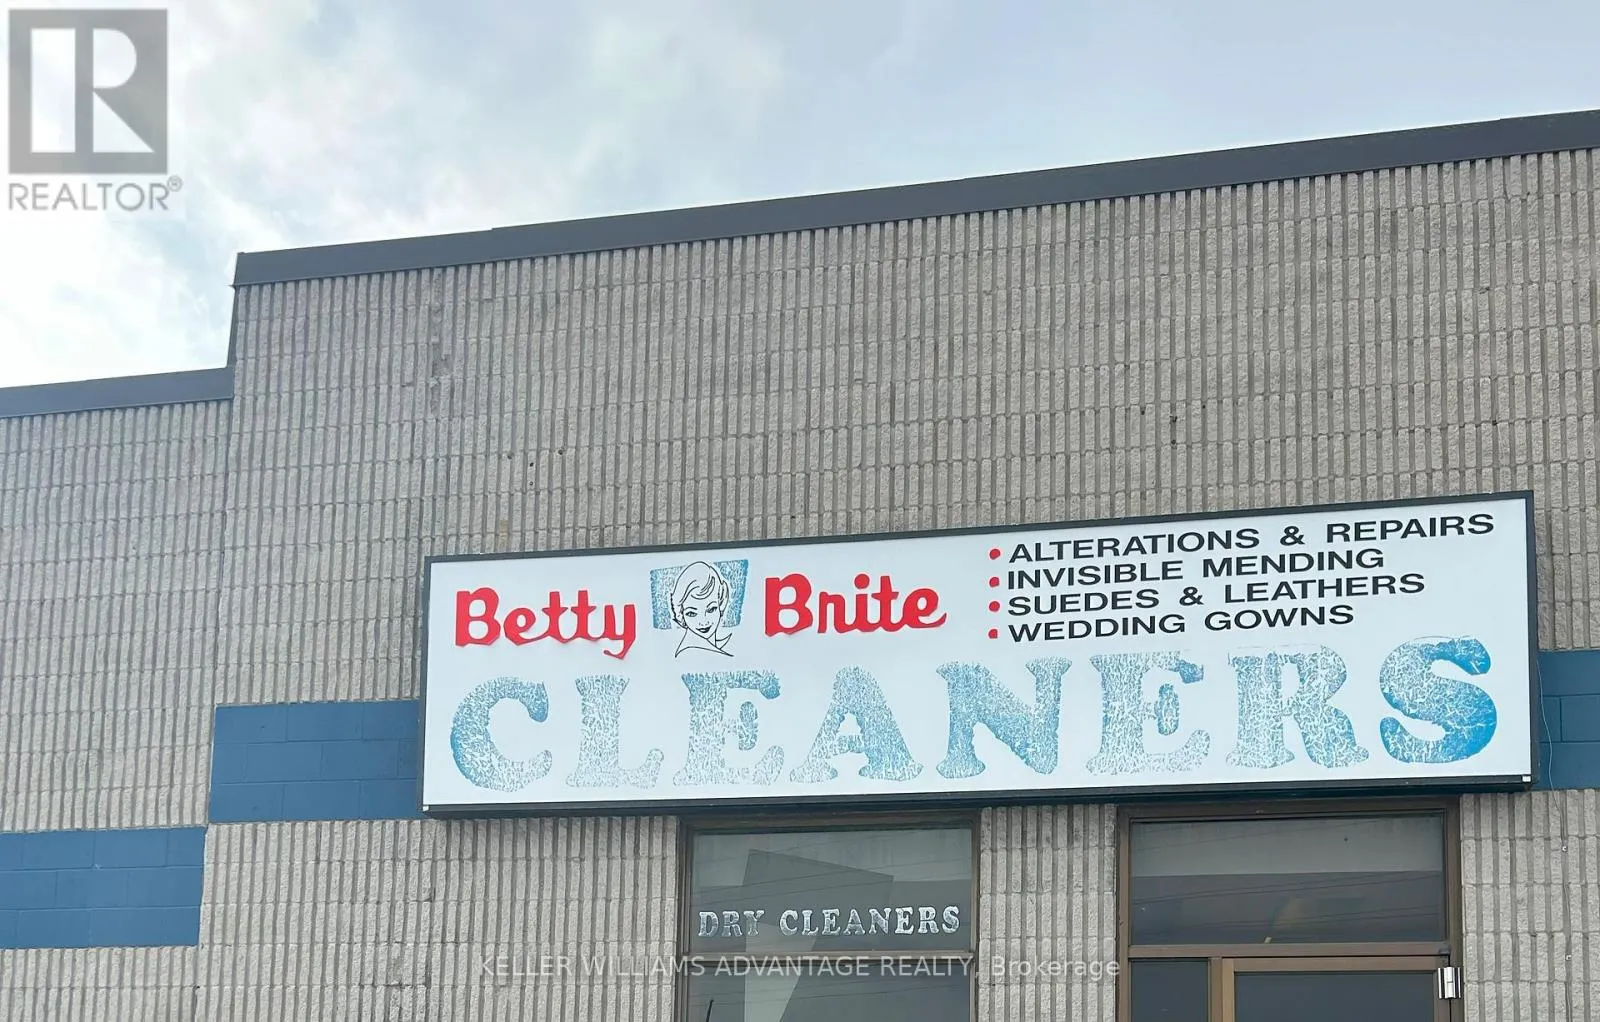 REALTOR®
Betty Brite
CLEANERS
• ALTERATIONS & REPAIRS
• INVISIBLE MENDING
• SUEDES & LEATHERS
• WEDDING GOWNS
DRY CLEANERS
KELLER WILLIAMS ADVANTAGE REALTY, Brokerage